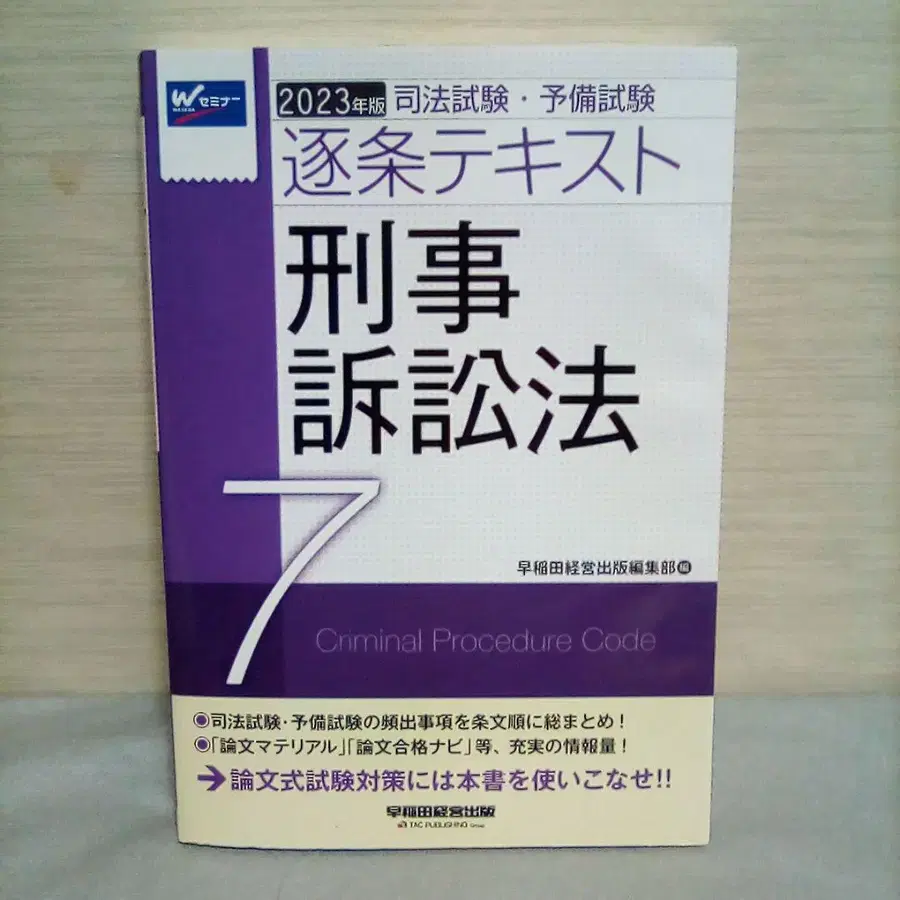 W セミナー
WASEDA
2023年版 司法試験・予備試験
逐条テキスト
刑事
訴訟法
7
早稲田経営出版編集部 編
Criminal Procedure Code
◉司法試験・予備試験の頻出事項を条文順に総まとめ!
◉「論文マテリアル」「論文合格ナビ」等、充実の情報量!
→論文式試験対策には本書を使いこなせ!!
早稲田経営出版
TAC PUBLISHING Group